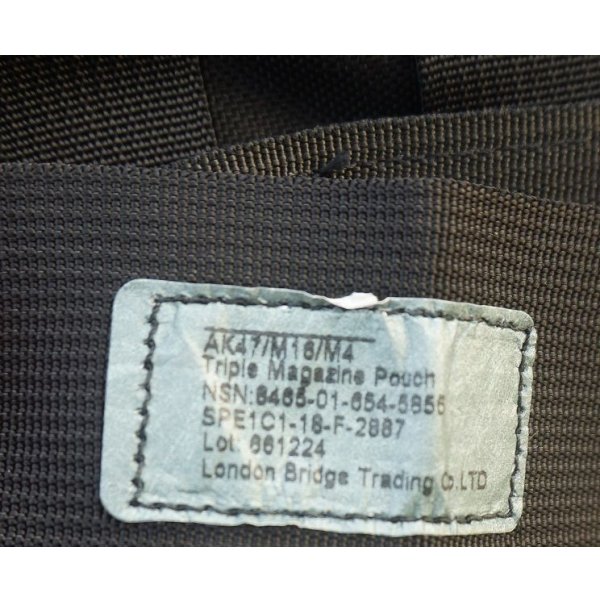 AK47/M16/M4
Triple Magazine Pouch
NSN:8465-01-654-5855
SPE1C1-18-F-2887
Lot: 661224
London Bridge Trading Co.LTD